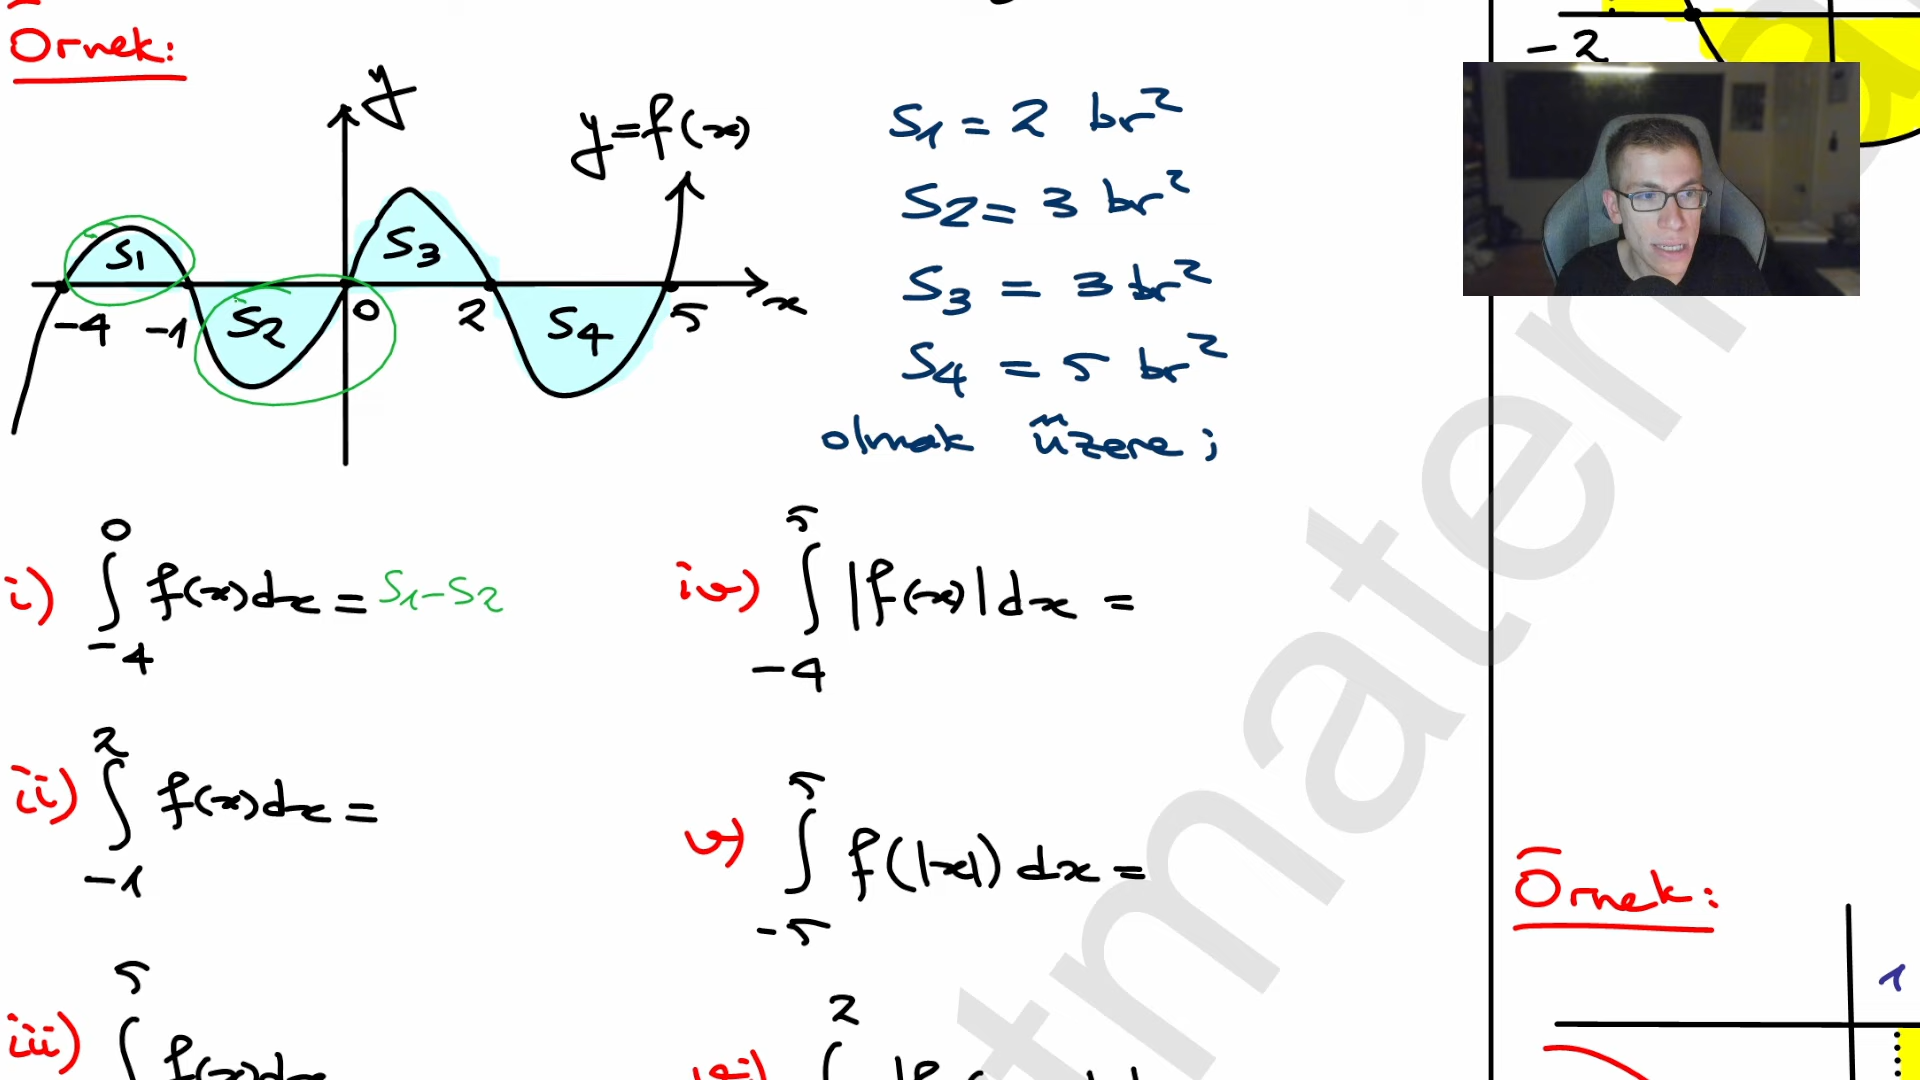 Örnek:
y
y=f(x)
S1
S2
S3
S4
-4
-1
0
2
5
x
S1 = 2 br²
S2 = 3 br²
S3 = 3 br²
S4 = 5 br²
olmak üzere ;
i) ∫_{-4}^{0} f(x)dx = S1-S2
ii) ∫_{-1}^{2} f(x)dx =
iii) ∫^{5} f(x)dx
iv) ∫_{-4}^{5} |f(x)|dx =
v) ∫_{-5}^{5} f(|x|) dx =
2
-2
Örnek:
1